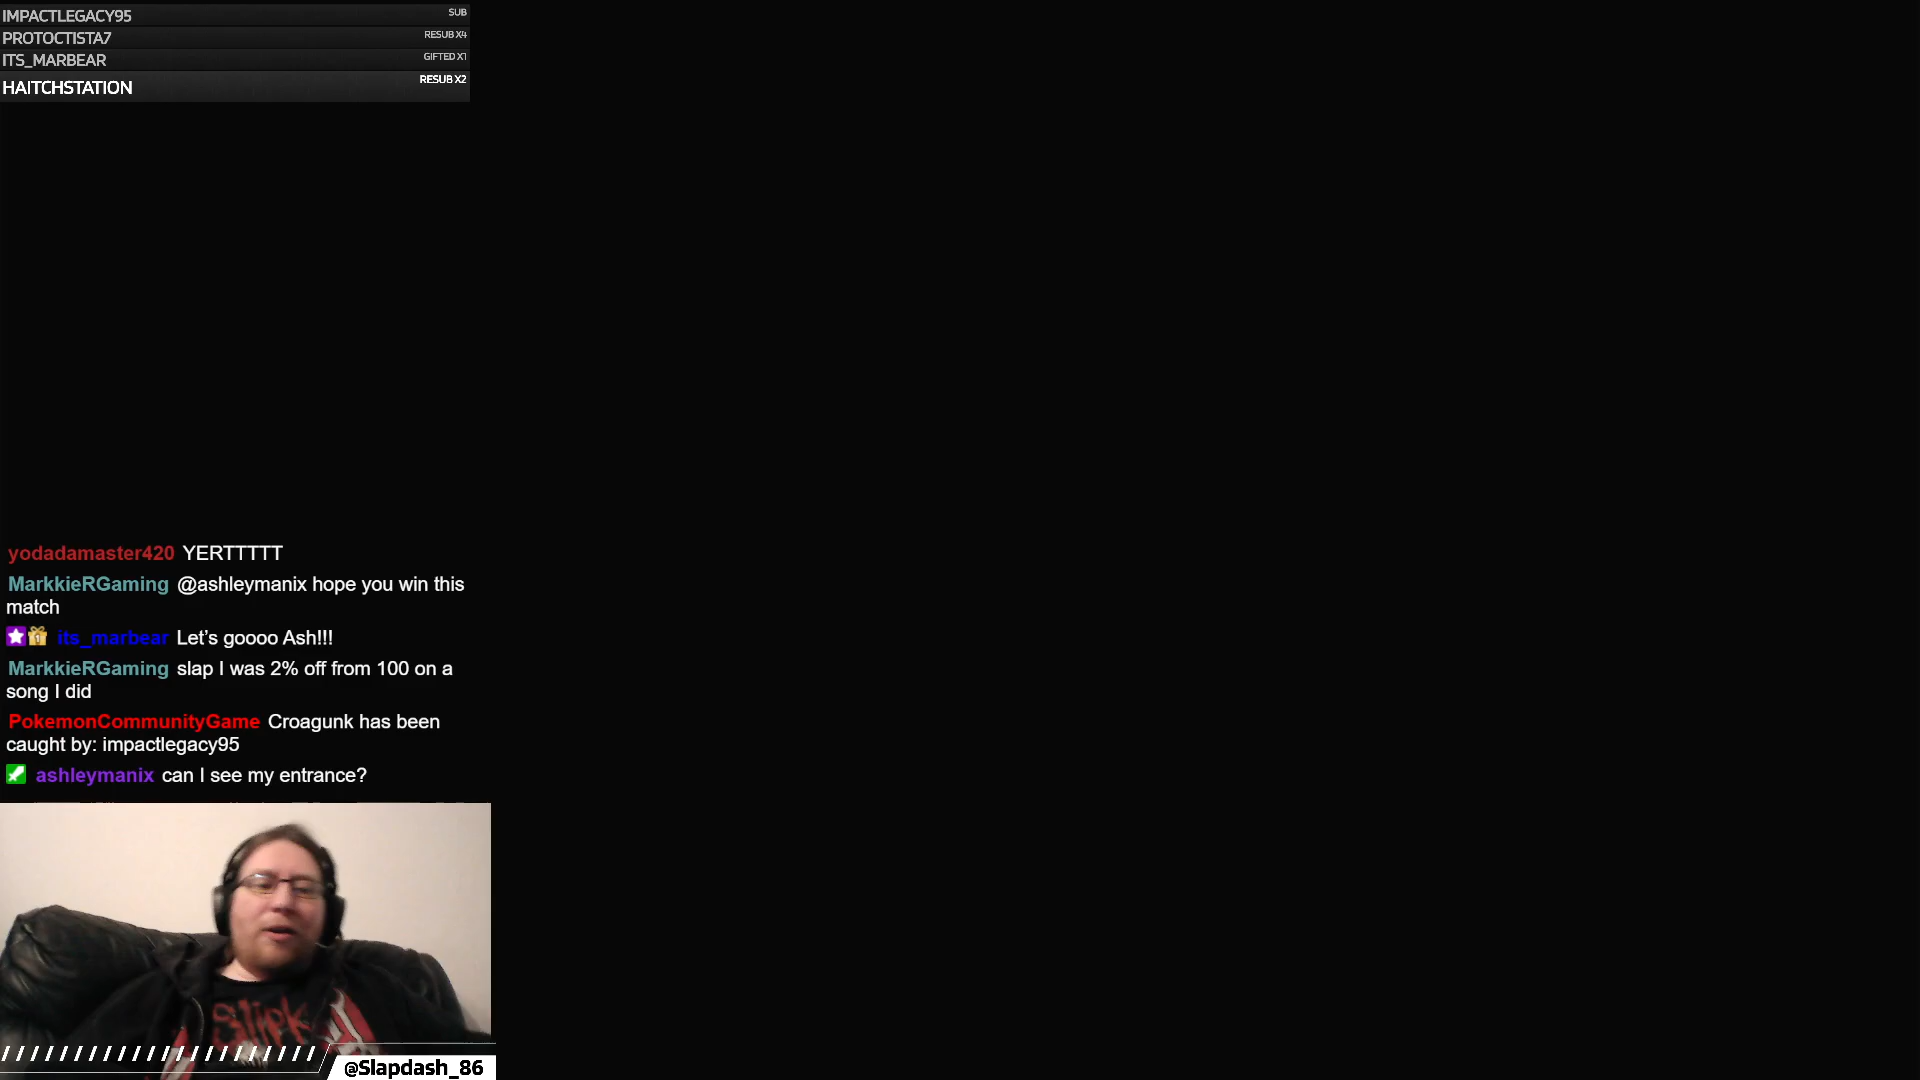 IMPACTLEGACY95 SUB
PROTOCTISTA7 RESUB X4
ITS_MARBEAR GIFTED X1
HAITCHSTATION RESUB X2
yodadamaster420 YERTTTTT
MarkkieRGaming @ashleymanix hope you win this
match
its_marbear Let’s goooo Ash!!!
MarkkieRGaming slap I was 2% off from 100 on a
song I did
PokemonCommunityGame Croagunk has been
caught by: impactlegacy95
ashleymanix can I see my entrance?
@Slapdash_86